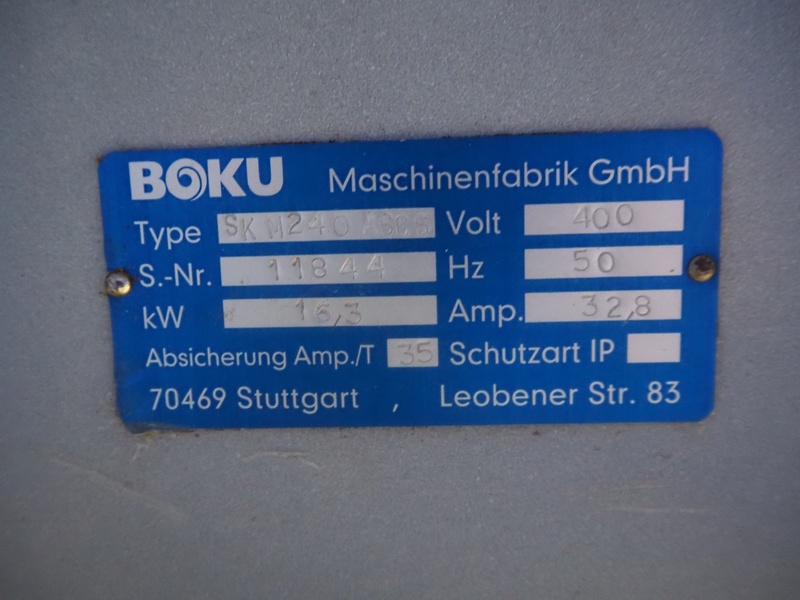 BOKU Maschinenfabrik GmbH
Type SK M240 Volt 400
S.-Nr. 11844 Hz 50
kW 16,3 Amp. 32,8
Absicherung Amp./T 35 Schutzart IP
70469 Stuttgart , Leobener Str. 83